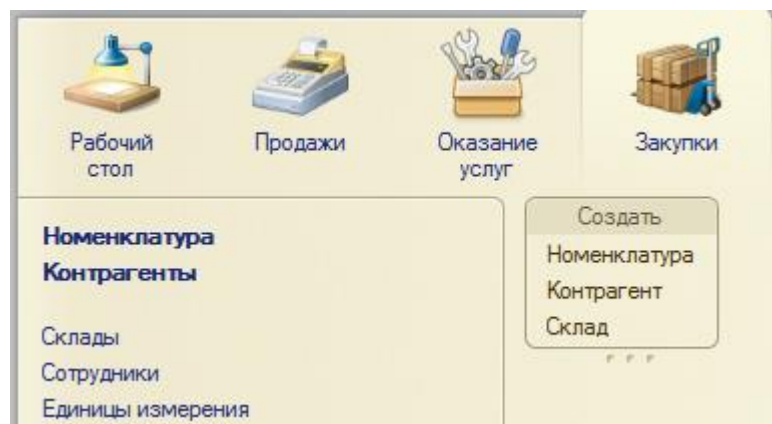 Рабочий
стол
Продажи
Оказание
услуг
Закупки
Номенклатура
Контрагенты
Склады
Сотрудники
Единицы измерения
Создать
Номенклатура
Контрагент
Склад